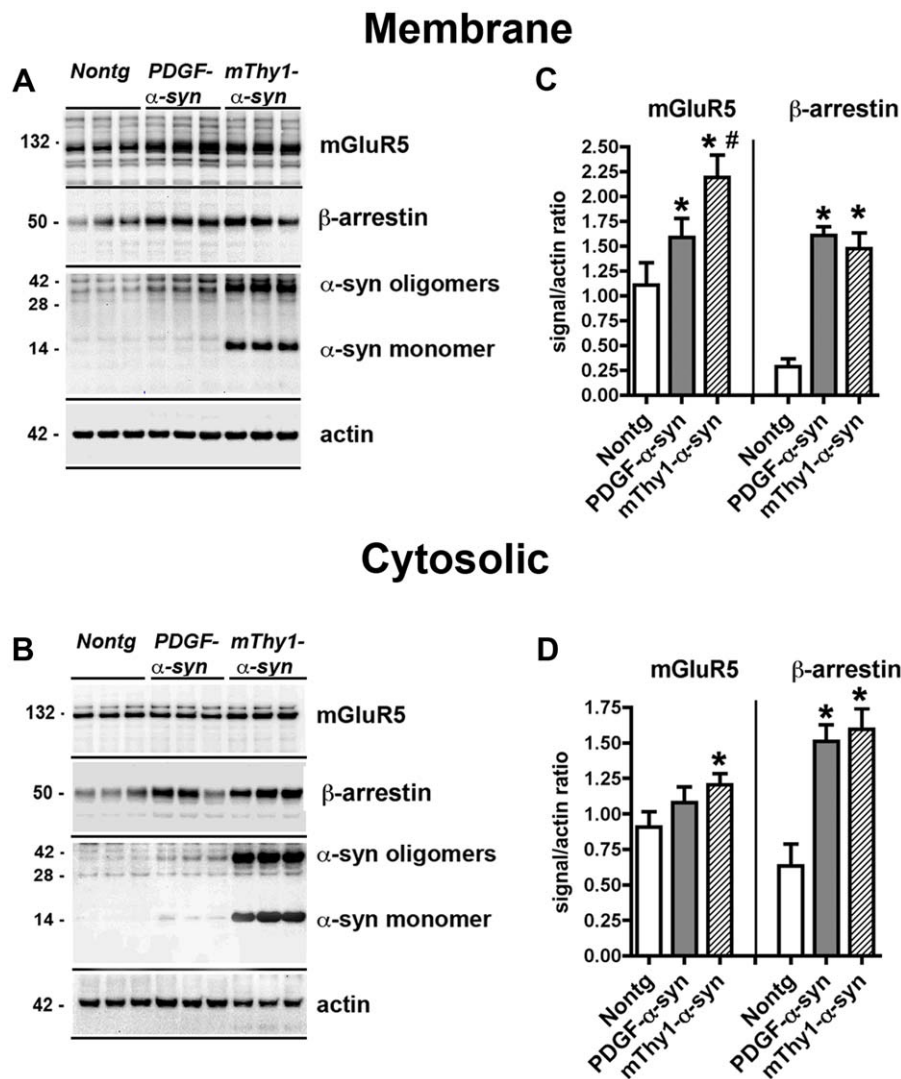 Membrane
A
Nontg PDGF- mThy1-
α-syn α-syn
132 - mGluR5
50 - β-arrestin
42 - α-syn oligomers
28 -
14 - α-syn monomer
42 - actin
C
mGluR5 β-arrestin
signal/actin ratio
2.50
2.25
2.00
1.75
1.50
1.25
1.00
0.75
0.50
0.25
0.00
* * # * *
Nontg PDGF-α-syn mThy1-α-syn Nontg PDGF-α-syn mThy1-α-syn
Cytosolic
B
Nontg PDGF- mThy1-
α-syn α-syn
132 - mGluR5
50 - β-arrestin
42 - α-syn oligomers
28 -
14 - α-syn monomer
42 - actin
D
mGluR5 β-arrestin
signal/actin ratio
1.75
1.50
1.25
1.00
0.75
0.50
0.25
0.00
* * *
Nontg PDGF-α-syn mThy1-α-syn Nontg PDGF-α-syn mThy1-α-syn